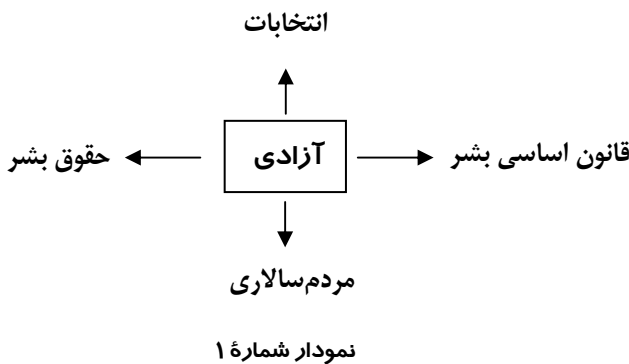 انتخابات
قانون اساسی بشر
آزادی
حقوق بشر
مردم‌سالاری
نمودار شمارهٔ ۱